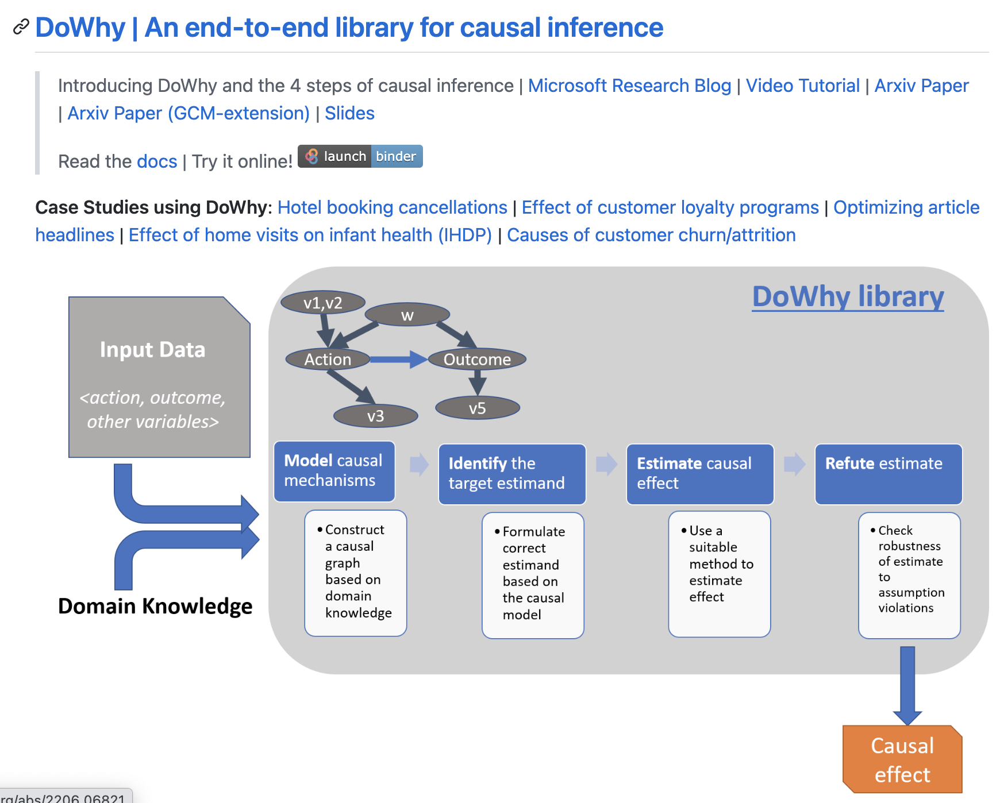 DoWhy | An end-to-end library for causal inference
Introducing DoWhy and the 4 steps of causal inference | Microsoft Research Blog | Video Tutorial | Arxiv Paper
| Arxiv Paper (GCM-extension) | Slides
Read the docs | Try it online! launch binder
Case Studies using DoWhy: Hotel booking cancellations | Effect of customer loyalty programs | Optimizing article
headlines | Effect of home visits on infant health (IHDP) | Causes of customer churn/attrition
DoWhy library
v1,v2
w
Action
Outcome
v3
v5
Input Data
<action, outcome,
other variables>
Domain Knowledge
Model causal
mechanisms
• Construct
a causal
graph
based on
domain
knowledge
Identify the
target estimand
• Formulate
correct
estimand
based on
the causal
model
Estimate causal
effect
• Use a
suitable
method to
estimate
effect
Refute estimate
• Check
robustness
of estimate
to
assumption
violations
Causal
effect
rg/abs/2206.06821